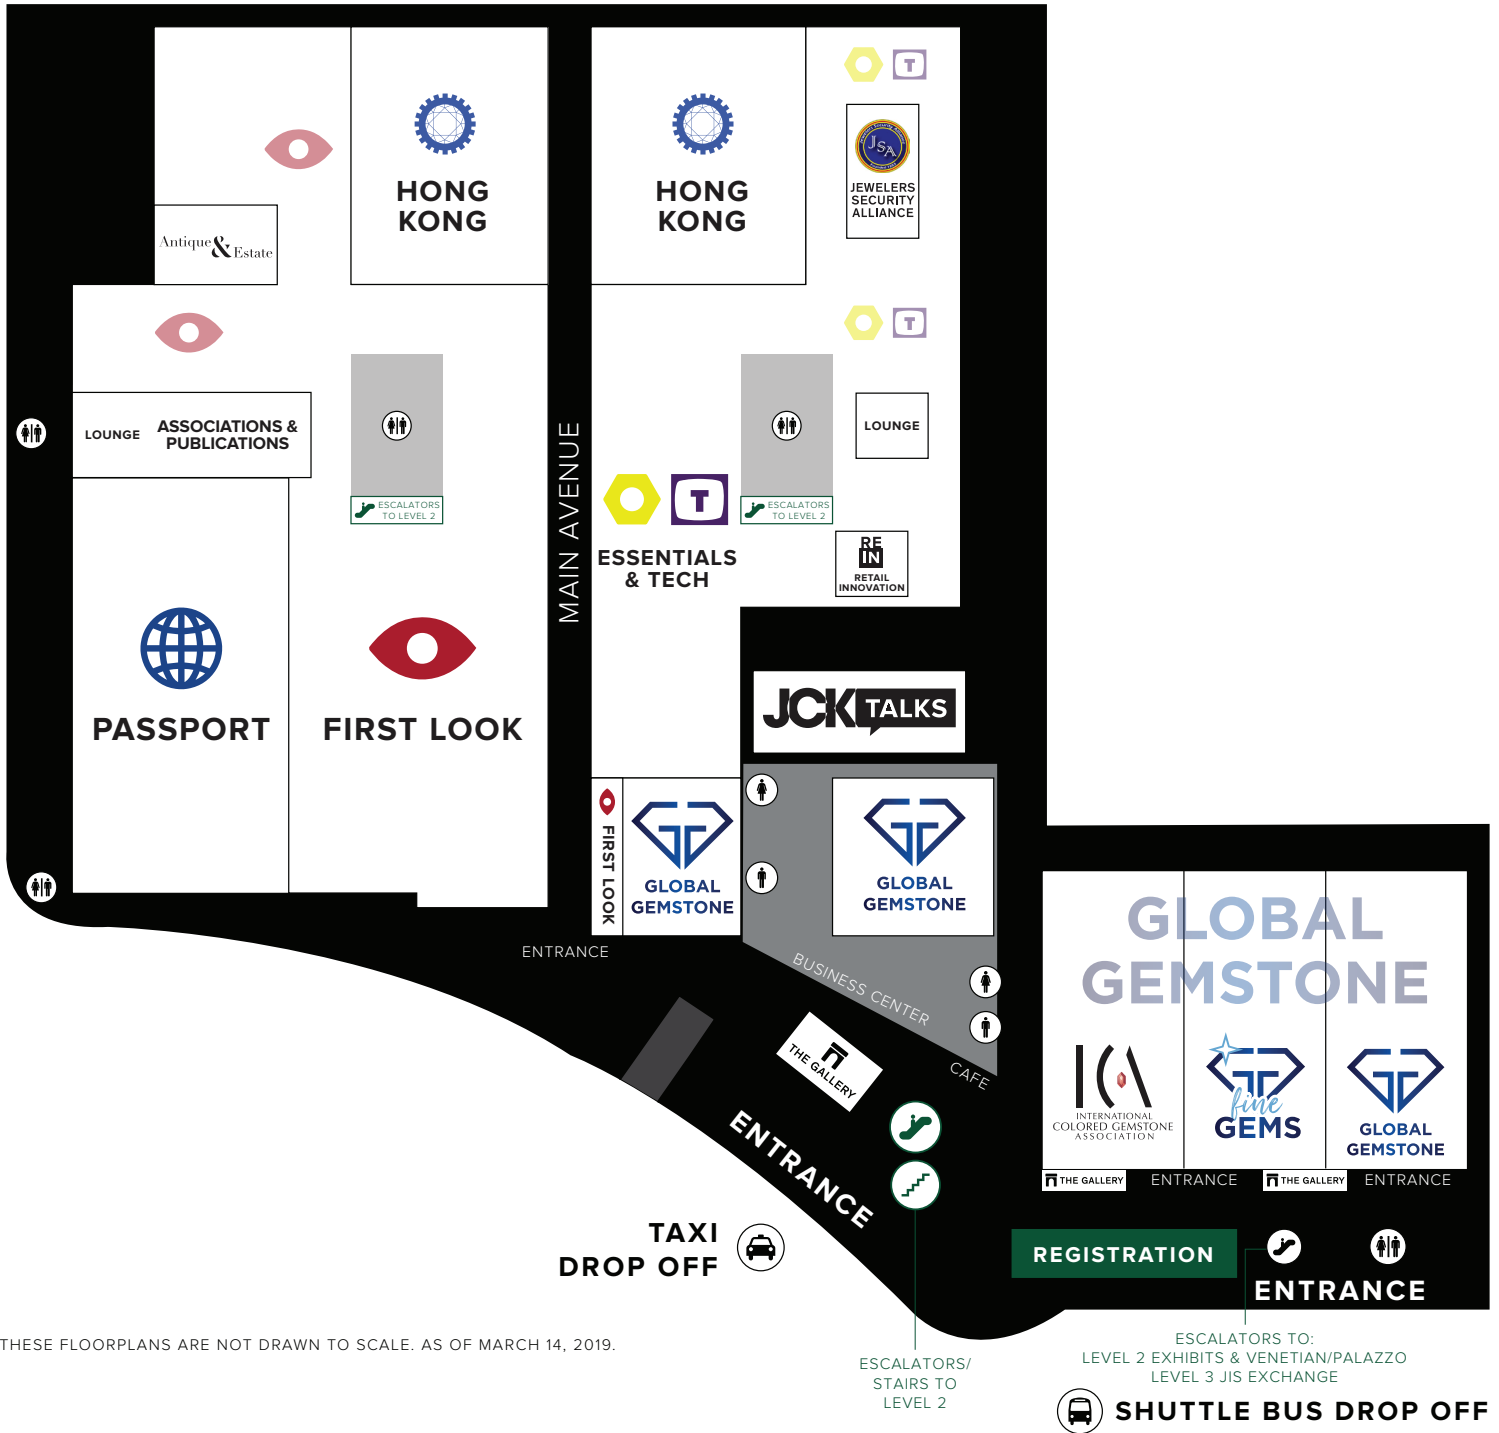 T
HONG
KONG
HONG
KONG
JSA
JEWELERS
SECURITY
ALLIANCE
Antique & Estate
T
LOUNGE
ASSOCIATIONS &
PUBLICATIONS
LOUNGE
MAIN AVENUE
ESCALATORS
TO LEVEL 2
T
ESCALATORS
TO LEVEL 2
ESSENTIALS
& TECH
RE
IN
RETAIL
INNOVATION
PASSPORT
FIRST LOOK
JCK TALKS
FIRST LOOK
GLOBAL
GEMSTONE
GLOBAL
GEMSTONE
ENTRANCE
BUSINESS CENTER
CAFE
THE GALLERY
ENTRANCE
GLOBAL
GEMSTONE
ICA
INTERNATIONAL
COLORED GEMSTONE
ASSOCIATION
fine
GEMS
GLOBAL
GEMSTONE
THE GALLERY
ENTRANCE
THE GALLERY
ENTRANCE
TAXI
DROP OFF
REGISTRATION
ENTRANCE
THESE FLOORPLANS ARE NOT DRAWN TO SCALE. AS OF MARCH 14, 2019.
ESCALATORS/
STAIRS TO
LEVEL 2
ESCALATORS TO:
LEVEL 2 EXHIBITS & VENETIAN/PALAZZO
LEVEL 3 JIS EXCHANGE
SHUTTLE BUS DROP OFF